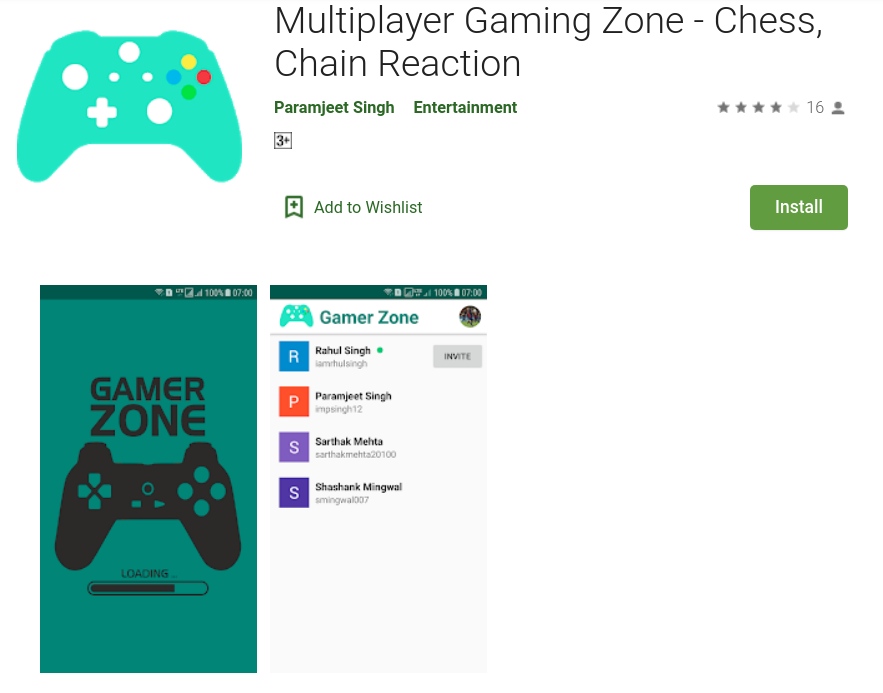 Multiplayer Gaming Zone - Chess,
Chain Reaction
Paramjeet Singh Entertainment 16
3+
Add to Wishlist
Install
100% 07:00
GAMER
ZONE
LOADING...
100% 07:00
Gamer Zone
R Rahul Singh
iamrhulsingh
INVITE
P Paramjeet Singh
impsingh12
S Sarthak Mehta
sarthakmehta20100
S Shashank Mingwal
smingwal007